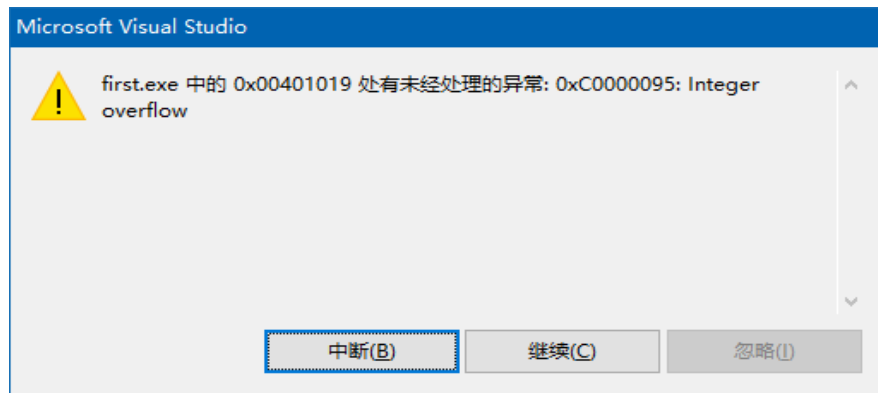 Microsoft Visual Studio
first.exe 中的 0x00401019 处有未经处理的异常: 0xC0000095: Integer
overflow
中断(B)
继续(C)
忽略(I)